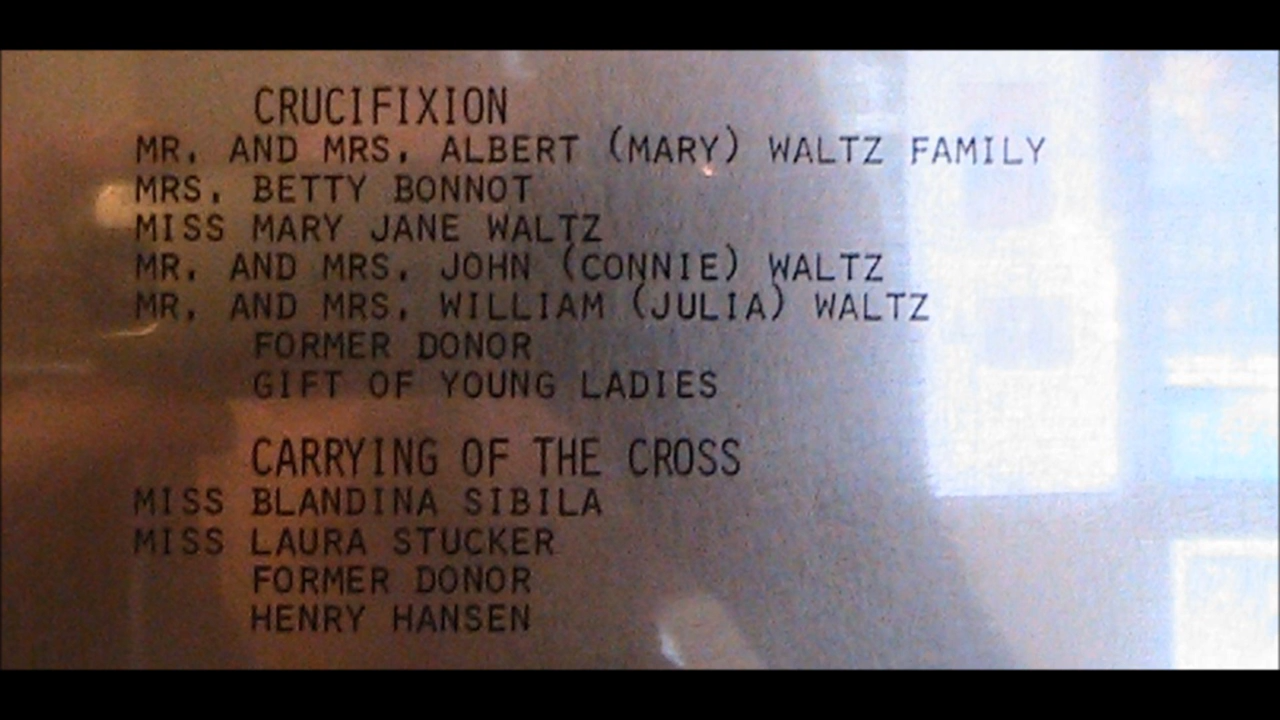 CRUCIFIXION
MR. AND MRS. ALBERT (MARY) WALTZ FAMILY
MRS. BETTY BONNOT
MISS MARY JANE WALTZ
MR. AND MRS. JOHN (CONNIE) WALTZ
MR. AND MRS. WILLIAM (JULIA) WALTZ
FORMER DONOR
GIFT OF YOUNG LADIES
CARRYING OF THE CROSS
MISS BLANDINA SIBILA
MISS LAURA STUCKER
FORMER DONOR
HENRY HANSEN